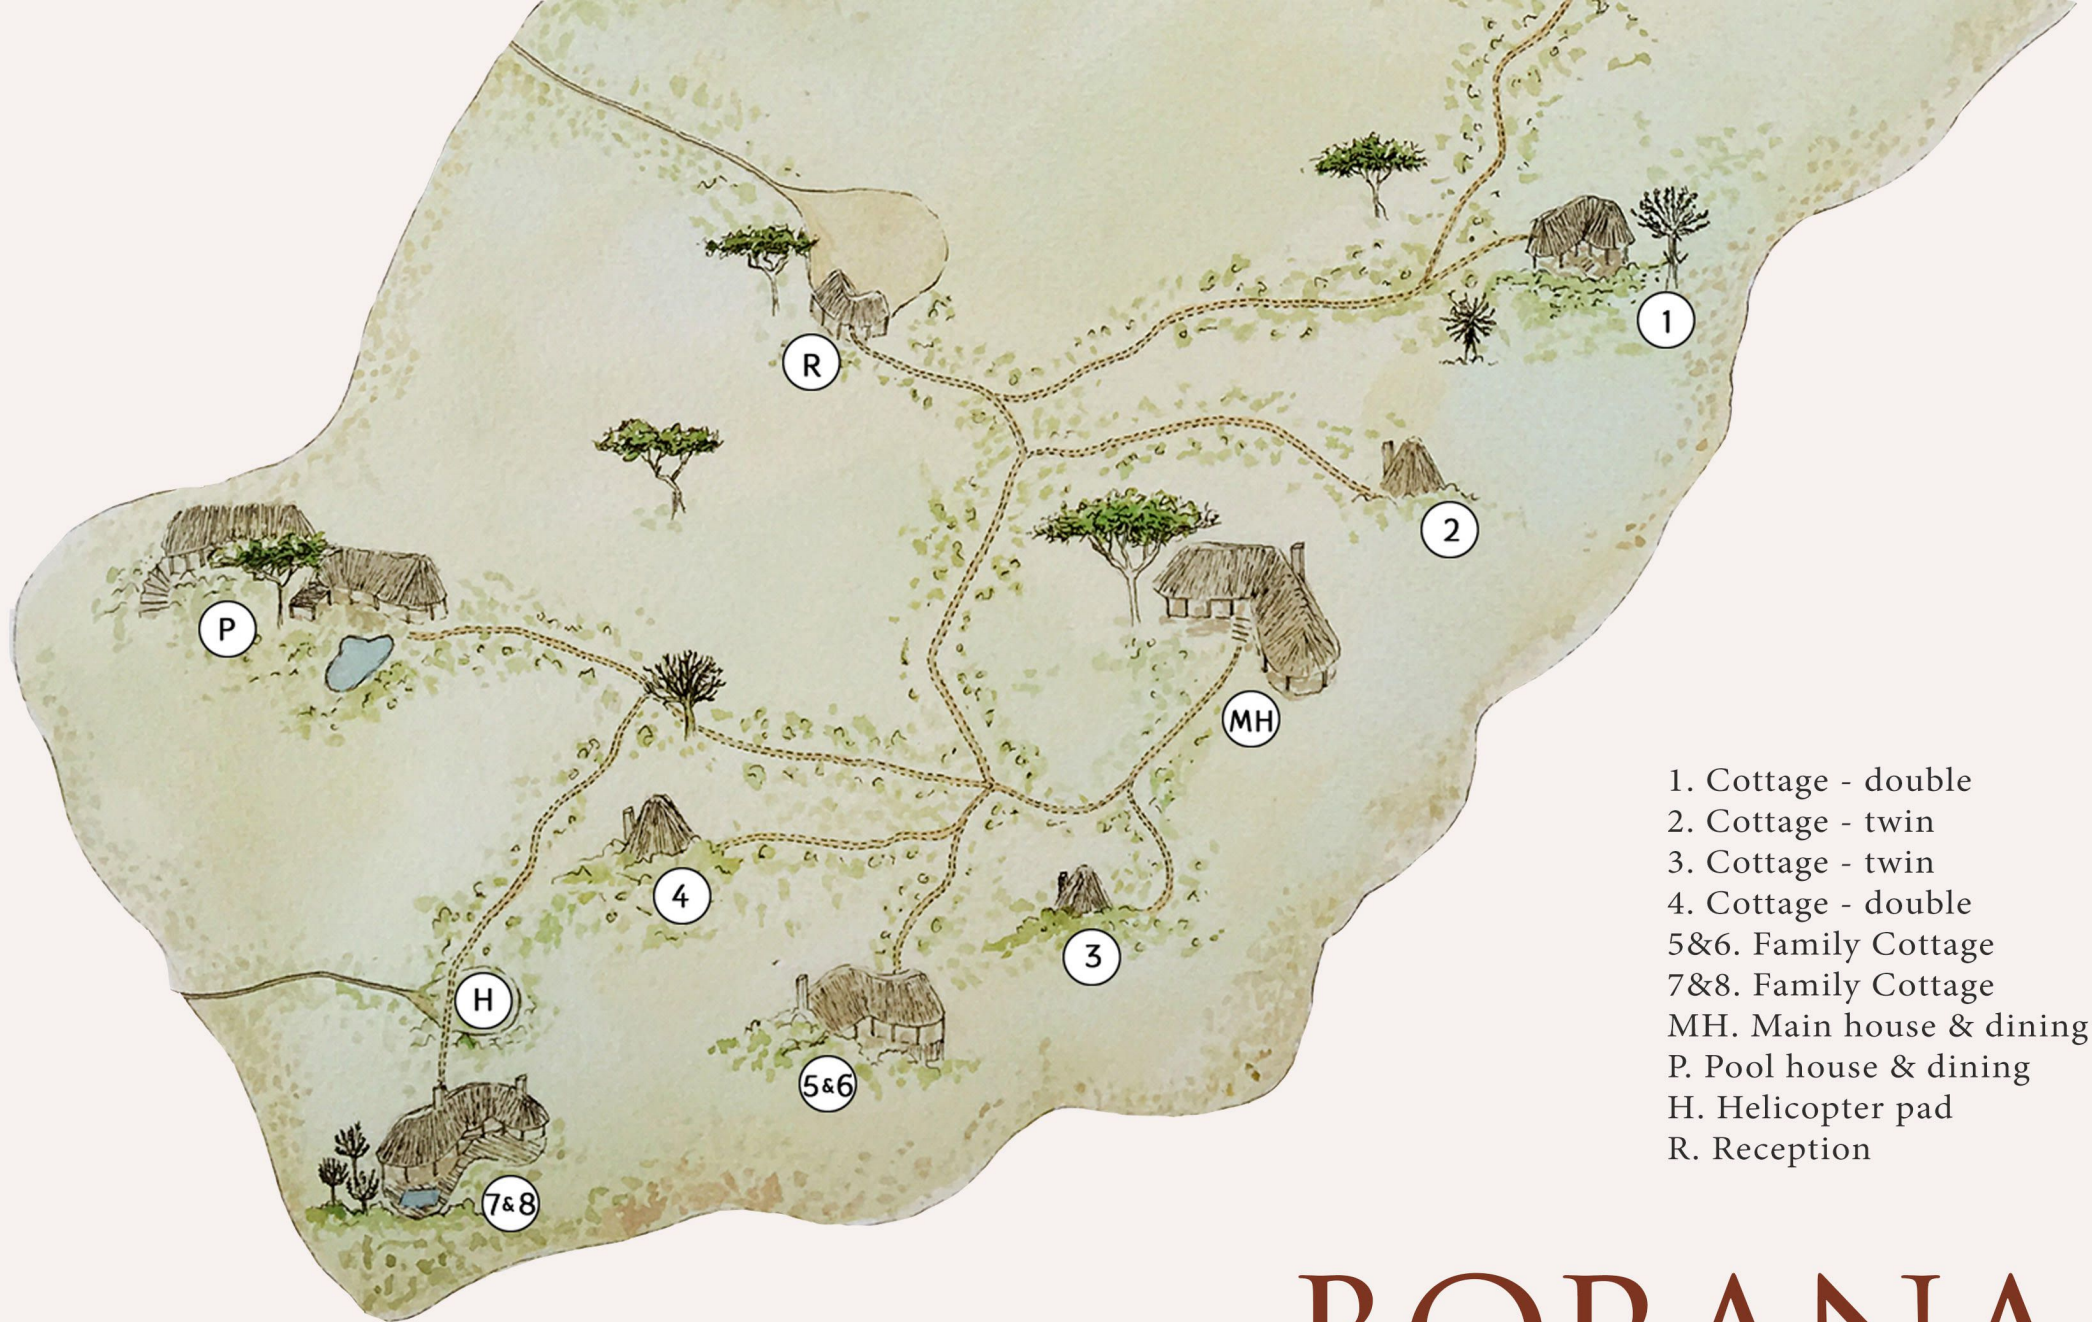 1
R
2
P
MH
4
3
H
5&6
7&8
1. Cottage - double
2. Cottage - twin
3. Cottage - twin
4. Cottage - double
5&6. Family Cottage
7&8. Family Cottage
MH. Main house & dining
P. Pool house & dining
H. Helicopter pad
R. Reception
BORANA